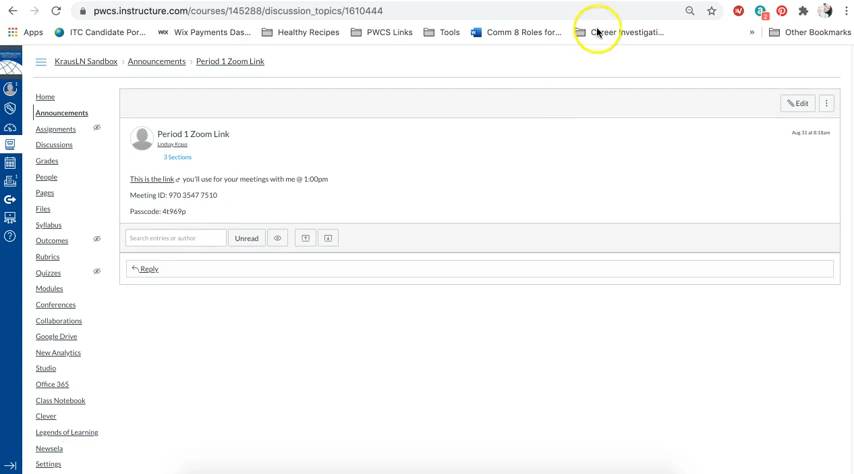 pwcs.instructure.com/courses/145288/discussion_topics/1610444
Apps ITC Candidate Por... WIX Wix Payments Das... Healthy Recipes PWCS Links Tools Comm 8 Roles for... Career Investigati... » Other Bookmarks
2
KrausLN Sandbox › Announcements › Period 1 Zoom Link
Home
Announcements
Assignments
Discussions
Grades
People
Pages
Files
Syllabus
Outcomes
Rubrics
Quizzes
Modules
Conferences
Collaborations
Google Drive
New Analytics
Studio
Office 365
Class Notebook
Clever
Legends of Learning
Newsela
Settings
Edit
Period 1 Zoom Link
Lindsay Kraus
3 Sections
Aug 31 at 8:18am
This is the link you'll use for your meetings with me @ 1:00pm
Meeting ID: 970 3547 7510
Passcode: 4t969p
Search entries or author Unread
Reply